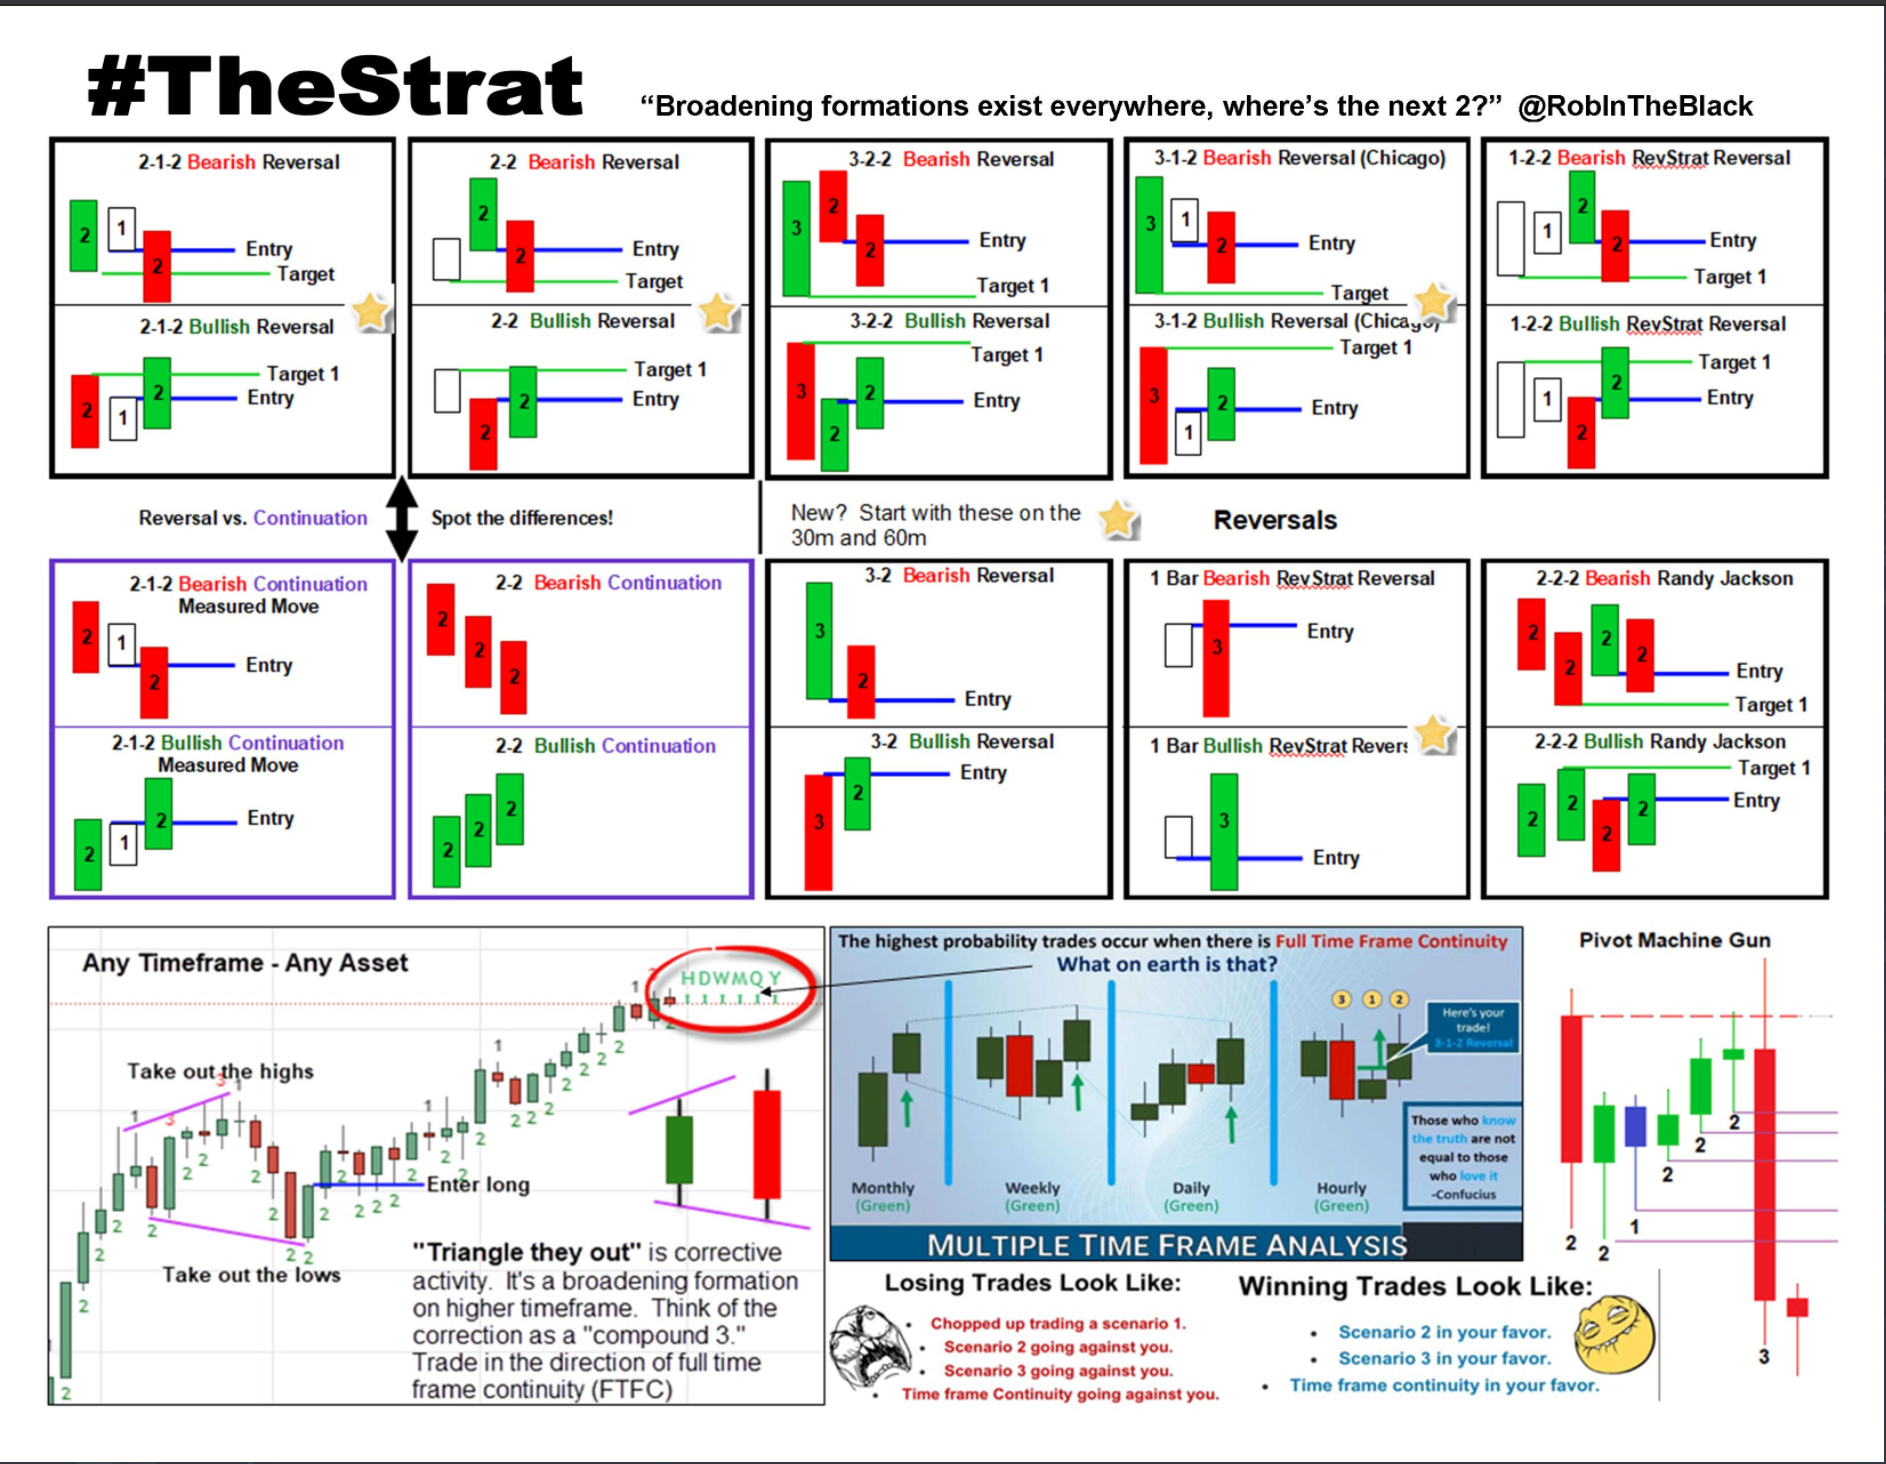 #TheStrat
“Broadening formations exist everywhere, where’s the next 2?” @RobInTheBlack
2-1-2 Bearish Reversal
2
1
2
Entry
Target
2-1-2 Bullish Reversal
2
1
2
Target 1
Entry
2-2 Bearish Reversal
2
2
Entry
Target
2-2 Bullish Reversal
2
2
Target 1
Entry
3-2-2 Bearish Reversal
3
2
2
Entry
Target 1
3-2-2 Bullish Reversal
3
2
2
Target 1
Entry
3-1-2 Bearish Reversal (Chicago)
3
1
2
Entry
Target
3-1-2 Bullish Reversal (Chicago)
3
1
2
Target 1
Entry
1-2-2 Bearish RevStrat Reversal
1
2
2
Entry
Target 1
1-2-2 Bullish RevStrat Reversal
1
2
2
Target 1
Entry
Reversal vs. Continuation
Spot the differences!
New? Start with these on the
30m and 60m
Reversals
2-1-2 Bearish Continuation
Measured Move
2
1
2
Entry
2-1-2 Bullish Continuation
Measured Move
2
1
2
Entry
2-2 Bearish Continuation
2
2
2
2-2 Bullish Continuation
2
2
2
3-2 Bearish Reversal
3
2
Entry
3-2 Bullish Reversal
3
2
Entry
1 Bar Bearish RevStrat Reversal
3
Entry
1 Bar Bullish RevStrat Revers
3
Entry
2-2-2 Bearish Randy Jackson
2
2
2
2
Entry
Target 1
2-2-2 Bullish Randy Jackson
2
2
2
2
Target 1
Entry
Any Timeframe - Any Asset
HDWMQY
Take out the highs
Enter long
Take out the lows
"Triangle they out" is corrective
activity. It's a broadening formation
on higher timeframe. Think of the
correction as a "compound 3."
Trade in the direction of full time
frame continuity (FTFC)
The highest probability trades occur when there is Full Time Frame Continuity
What on earth is that?
3 1 2
Here's your
trade!
3-1-2 Reversal
Those who know
the truth are not
equal to those
who love it
-Confucius
Monthly
(Green)
Weekly
(Green)
Daily
(Green)
Hourly
(Green)
MULTIPLE TIME FRAME ANALYSIS
Losing Trades Look Like:
• Chopped up trading a scenario 1.
• Scenario 2 going against you.
• Scenario 3 going against you.
• Time frame Continuity going against you.
Winning Trades Look Like:
• Scenario 2 in your favor.
• Scenario 3 in your favor.
• Time frame continuity in your favor.
Pivot Machine Gun
2
2
1
2
2
2
3